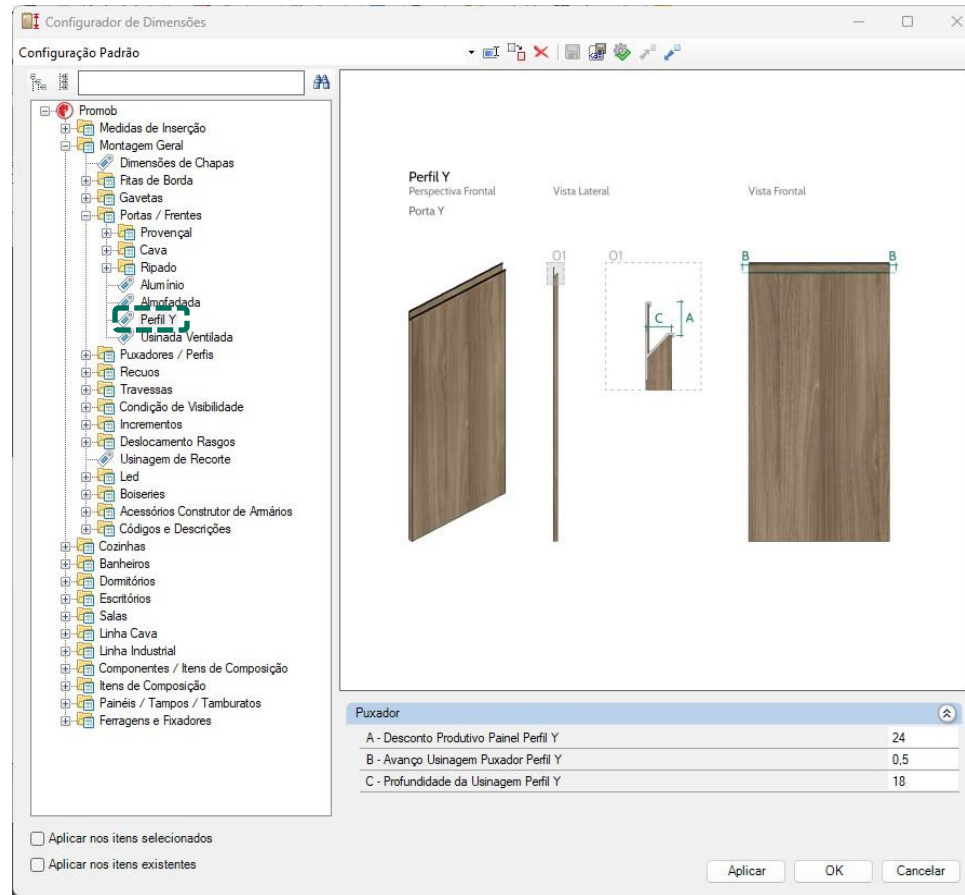 Configurador de Dimensões
Configuração Padrão
Promob
Medidas de Inserção
Montagem Geral
Dimensões de Chapas
Fitas de Borda
Gavetas
Portas / Frentes
Provençal
Cava
Ripado
Alumínio
Almofadada
Perfil Y
Usinada Ventilada
Puxadores / Perfis
Recuos
Travessas
Condição de Visibilidade
Incrementos
Deslocamento Rasgos
Usinagem de Recorte
Led
Boiseries
Acessórios Construtor de Armários
Códigos e Descrições
Cozinhas
Banheiros
Dormitórios
Escritórios
Salas
Linha Cava
Linha Industrial
Componentes / Itens de Composição
Itens de Composição
Painéis / Tampos / Tamburatos
Ferragens e Fixadores
Perfil Y
Perspectiva Frontal Vista Lateral Vista Frontal
Porta Y
01 01 B B
C A
Puxador
A - Desconto Produtivo Painel Perfil Y 24
B - Avanço Usinagem Puxador Perfil Y 0,5
C - Profundidade da Usinagem Perfil Y 18
Aplicar nos itens selecionados
Aplicar nos itens existentes
Aplicar OK Cancelar